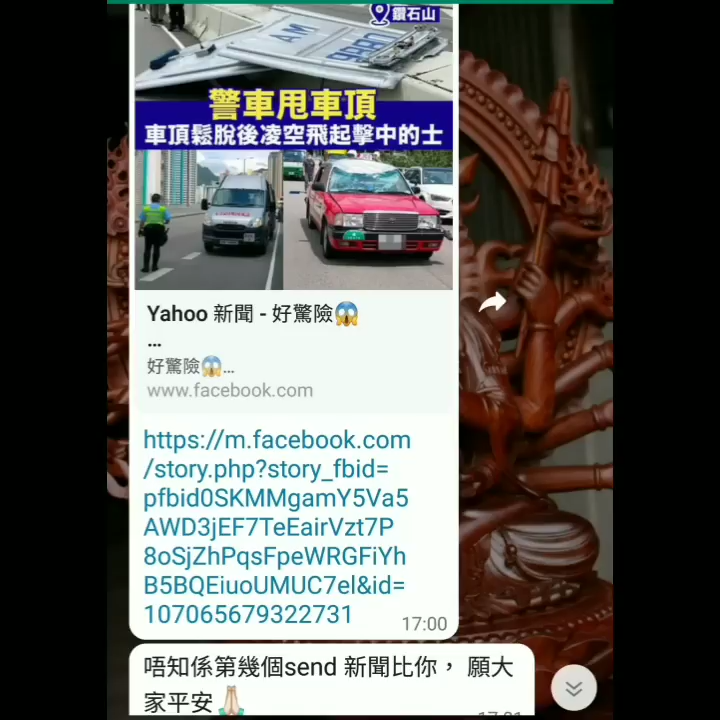 鑽石山
AM
9880
警車甩車頂
車頂鬆脫後凌空飛起擊中的士
Yahoo 新聞 - 好驚險😱
...
好驚險😱...
www.facebook.com
https://m.facebook.com
/story.php?story_fbid=
pfbid0SKMMgamY5Va5
AWD3jEF7TeEairVzt7P
8oSjZhPqsFpeWRGFiYh
B5BQEiuoUMUC7el&id=
107065679322731
17:00
唔知係第幾個send 新聞比你， 願大
家平安🙏🏻